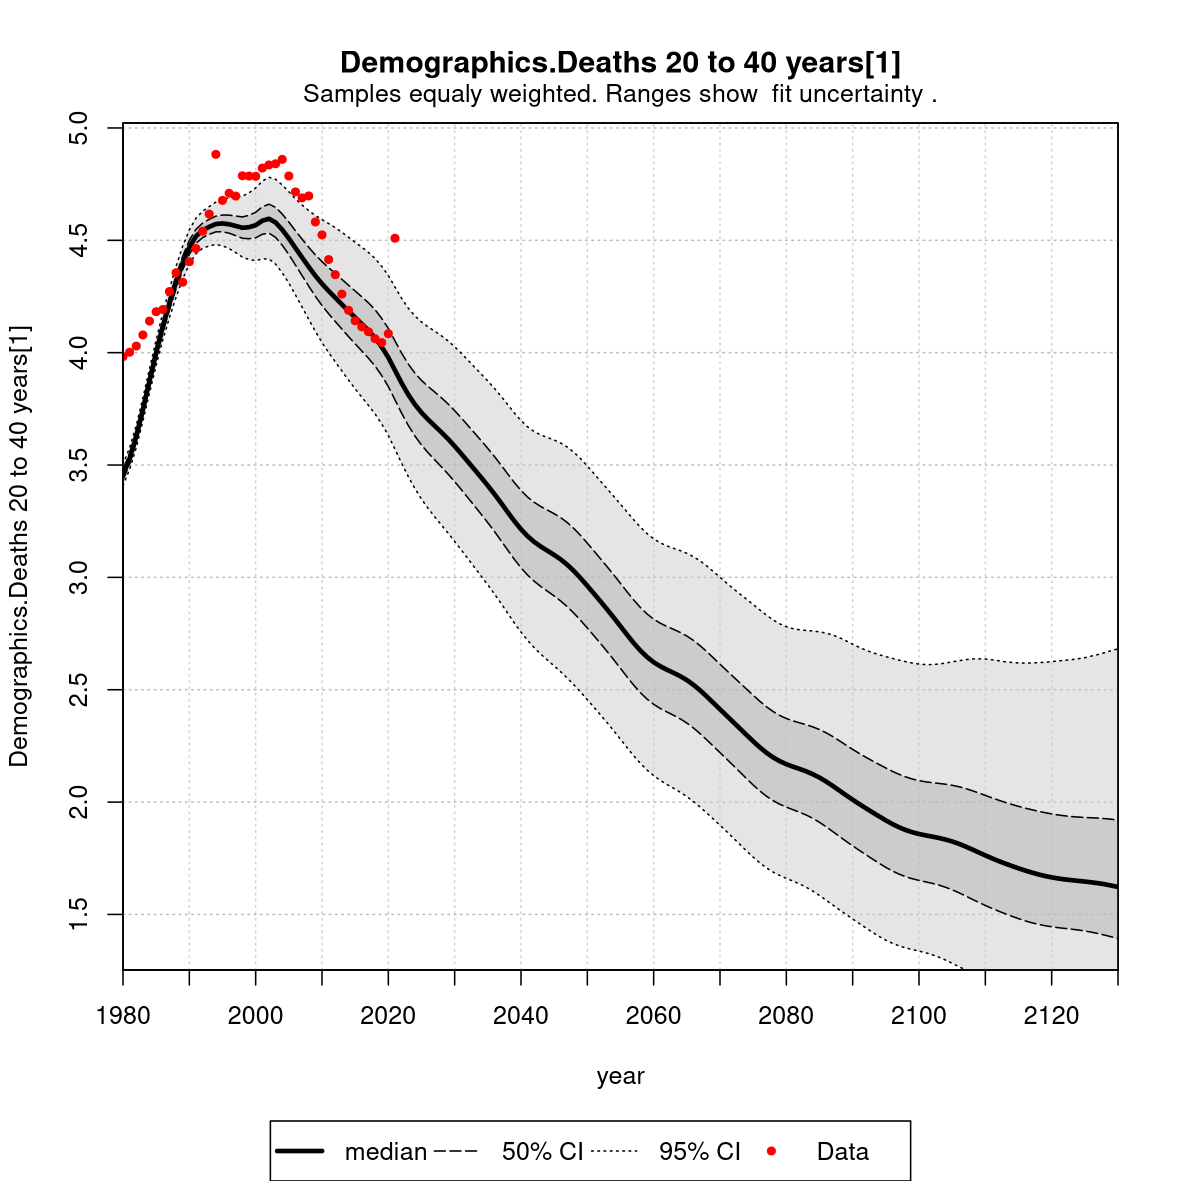 Demographics.Deaths 20 to 40 years[1]
Samples equaly weighted. Ranges show  fit uncertainty .
Demographics.Deaths 20 to 40 years[1]
5.0
4.5
4.0
3.5
3.0
2.5
2.0
1.5
1980 2000 2020 2040 2060 2080 2100 2120
year
median 50% CI 95% CI Data